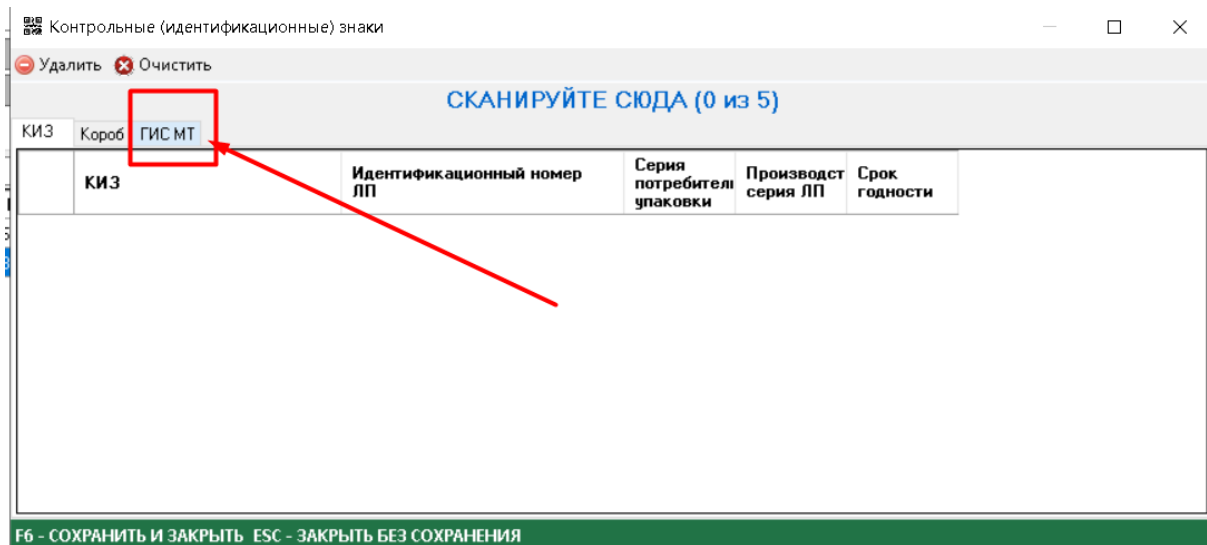 Контрольные (идентификационные) знаки
Удалить Очистить
СКАНИРУЙТЕ СЮДА (0 из 5)
КИЗ Короб ГИС МТ
КИЗ
Идентификационный номер
ЛП
Серия
потребител
упаковки
Производст
серия ЛП
Срок
годности
F6 - СОХРАНИТЬ И ЗАКРЫТЬ ESC - ЗАКРЫТЬ БЕЗ СОХРАНЕНИЯ